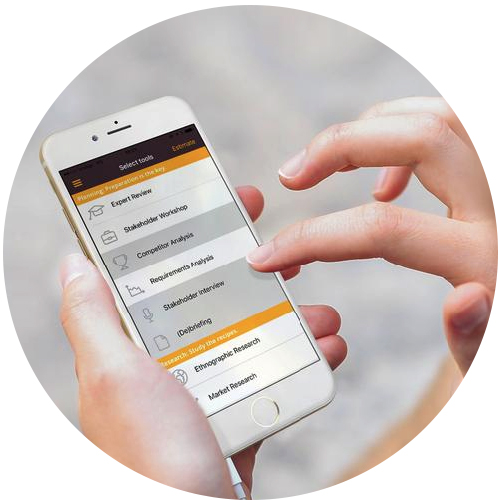 Select tools
Estimate
Planning: Preparation is the key.
Expert Review
Stakeholder Workshop
Competitor Analysis
Requirements Analysis
Stakeholder Interview
(De)briefing
Research: Study the recipes.
Ethnographic Research
Market Research